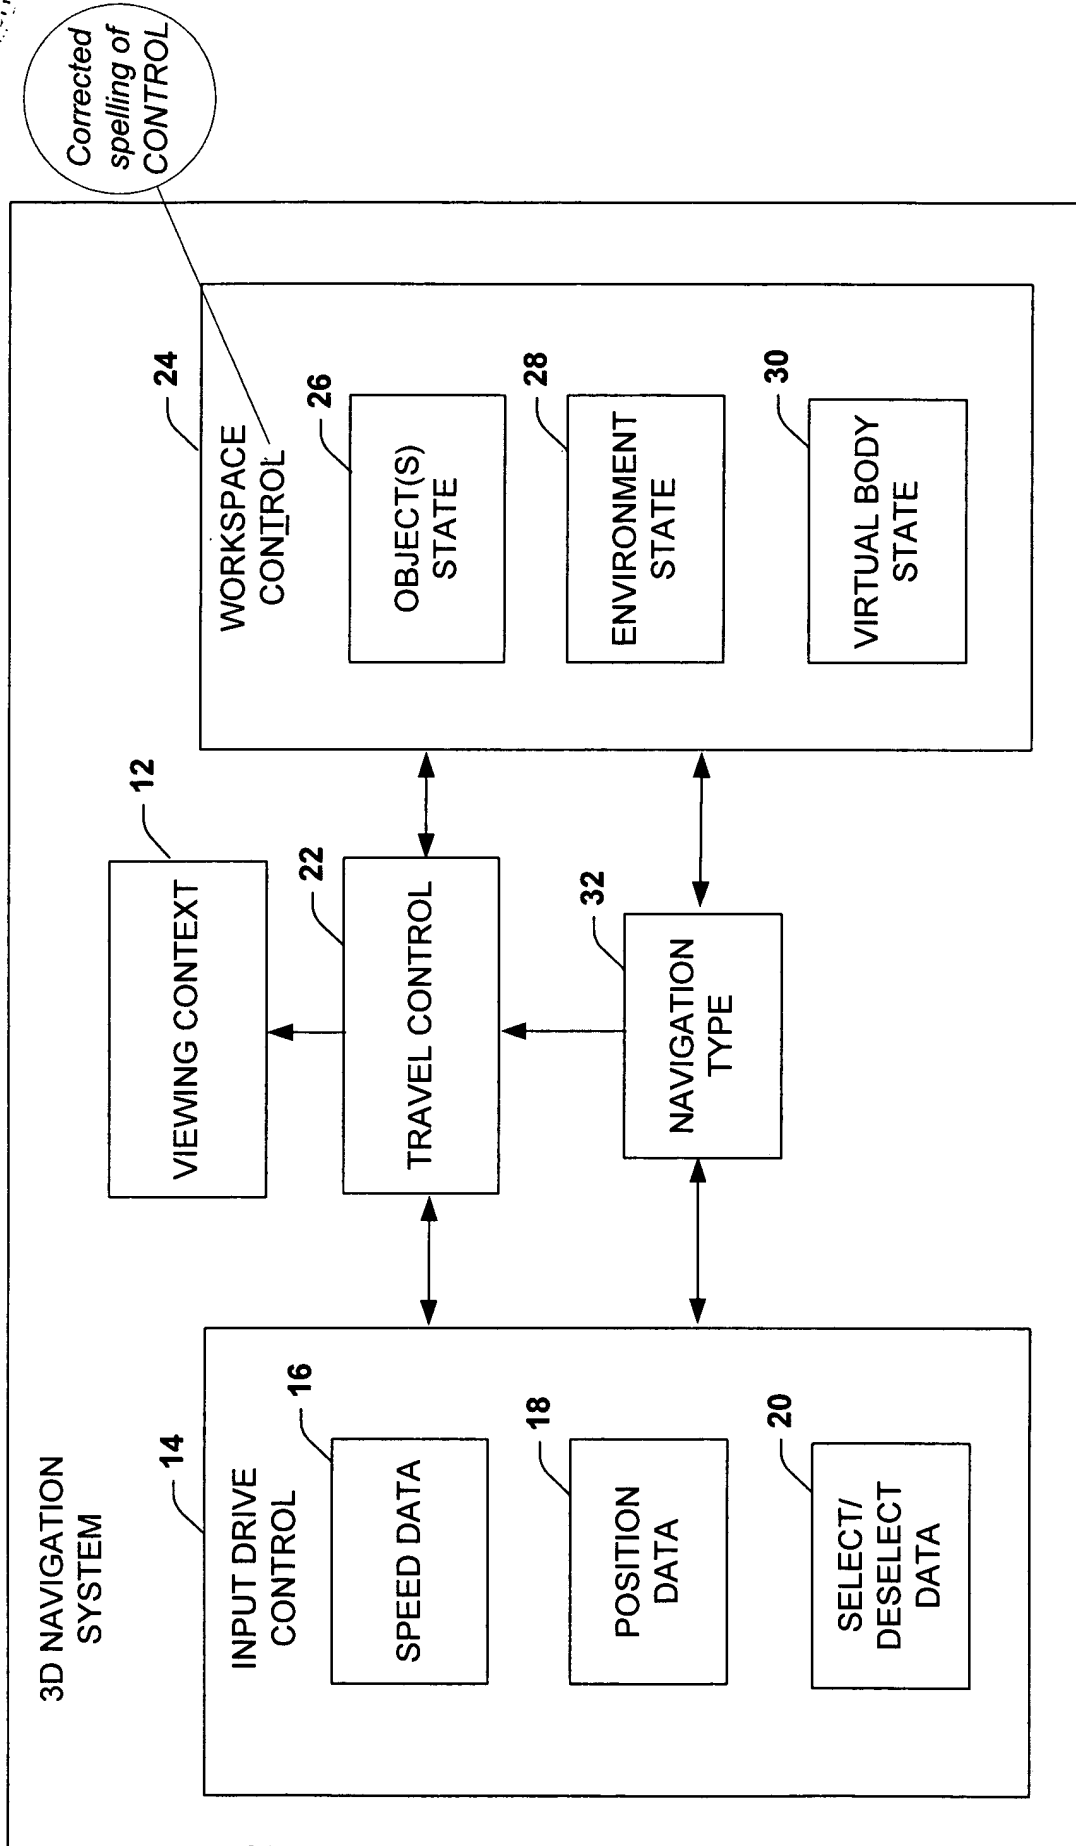 Corrected
spelling of
CONTROL
3D NAVIGATION
SYSTEM
14
INPUT DRIVE
CONTROL
16
SPEED DATA
18
POSITION
DATA
20
SELECT/
DESELECT
DATA
12
VIEWING CONTEXT
22
TRAVEL CONTROL
32
NAVIGATION
TYPE
24
WORKSPACE
CONTROL
26
OBJECT(S)
STATE
28
ENVIRONMENT
STATE
30
VIRTUAL BODY
STATE